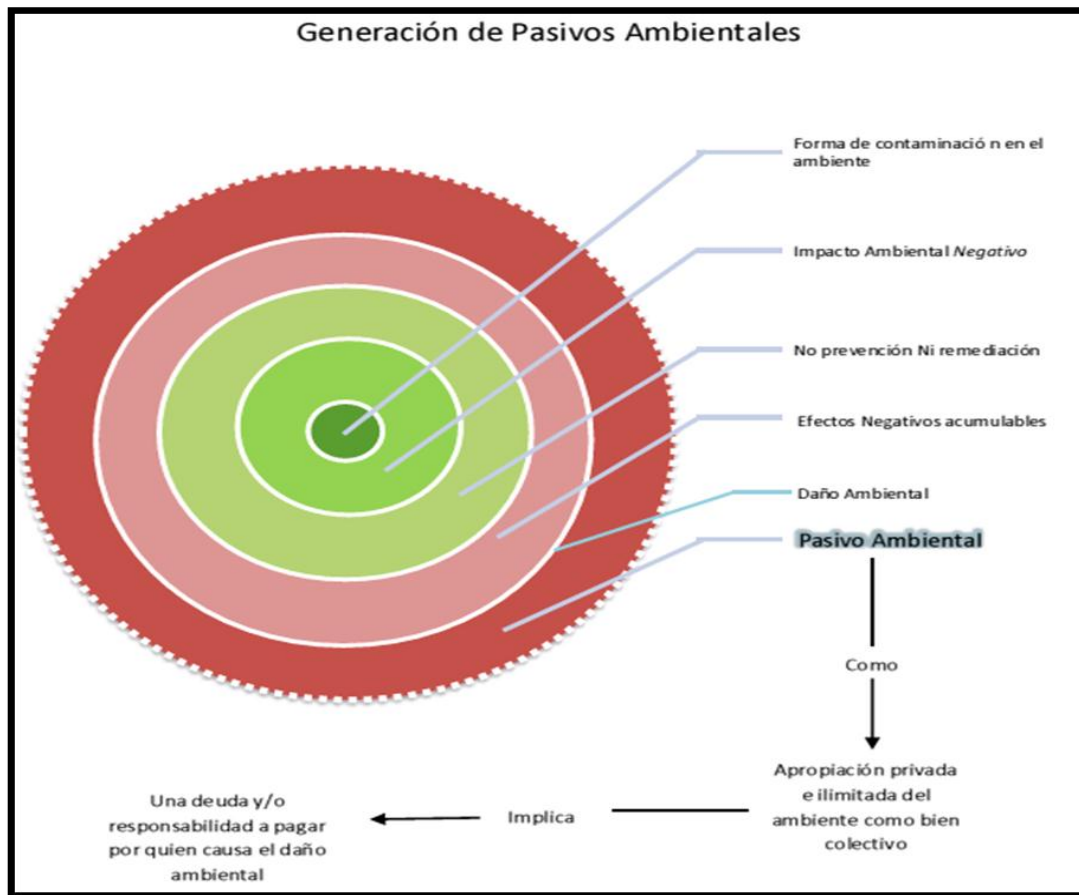 Generación de Pasivos Ambientales
Forma de contaminació n en el
ambiente
Impacto Ambiental Negativo
No prevención Ni remediación
Efectos Negativos acumulables
Daño Ambiental
Pasivo Ambiental
Como
Apropiación privada
e ilimitada del
ambiente como bien
colectivo
Implica
Una deuda y/o
responsabilidad a pagar
por quien causa el daño
ambiental